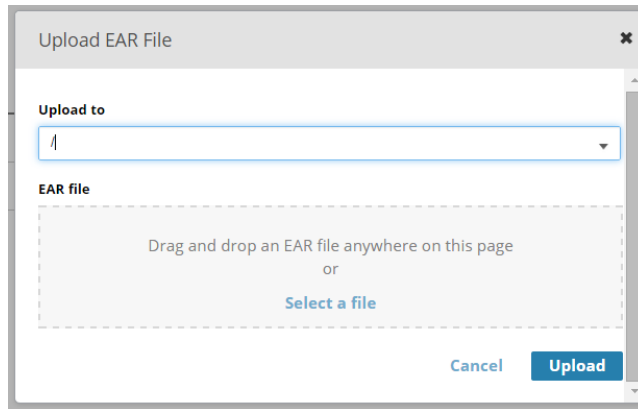 Upload EAR File
Upload to
/
EAR file
Drag and drop an EAR file anywhere on this page
or
Select a file
Cancel
Upload